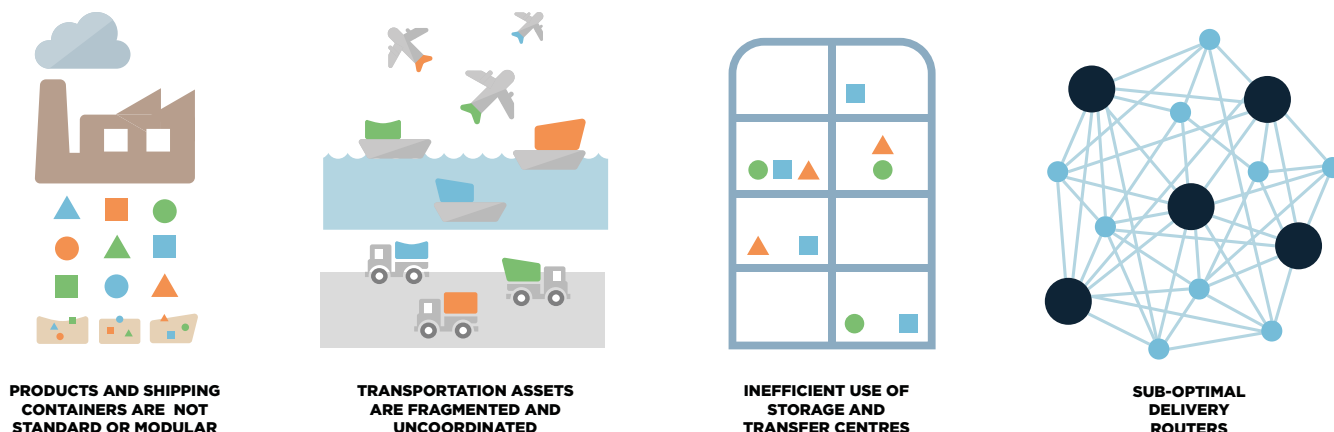 PRODUCTS AND SHIPPING
CONTAINERS ARE NOT
STANDARD OR MODULAR
TRANSPORTATION ASSETS
ARE FRAGMENTED AND
UNCOORDINATED
INEFFICIENT USE OF
STORAGE AND
TRANSFER CENTRES
SUB-OPTIMAL
DELIVERY
ROUTERS